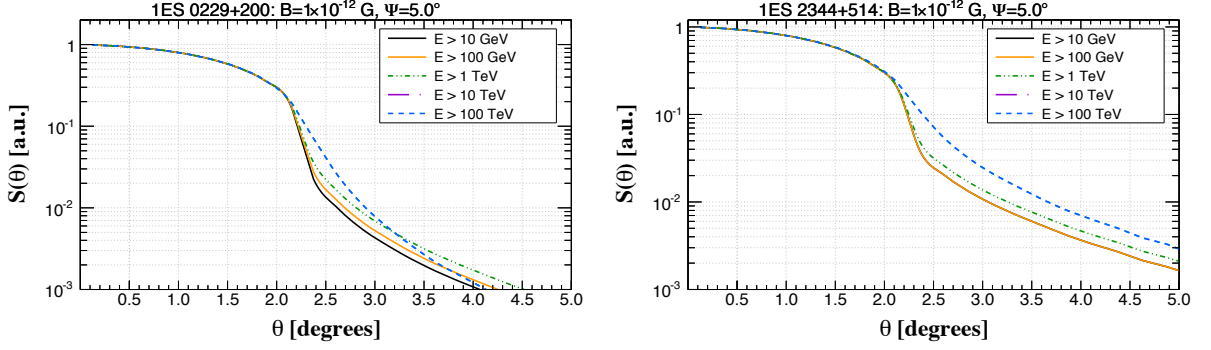 1ES 0229+200: B=1×10⁻¹² G, Ψ=5.0°
S(θ) [a.u.]
1
10⁻¹
10⁻²
10⁻³
E > 10 GeV
E > 100 GeV
E > 1 TeV
E > 10 TeV
E > 100 TeV
0.5 1.0 1.5 2.0 2.5 3.0 3.5 4.0 4.5 5.0
θ [degrees]
1ES 2344+514: B=1×10⁻¹² G, Ψ=5.0°
S(θ) [a.u.]
1
10⁻¹
10⁻²
10⁻³
E > 10 GeV
E > 100 GeV
E > 1 TeV
E > 10 TeV
E > 100 TeV
0.5 1.0 1.5 2.0 2.5 3.0 3.5 4.0 4.5 5.0
θ [degrees]